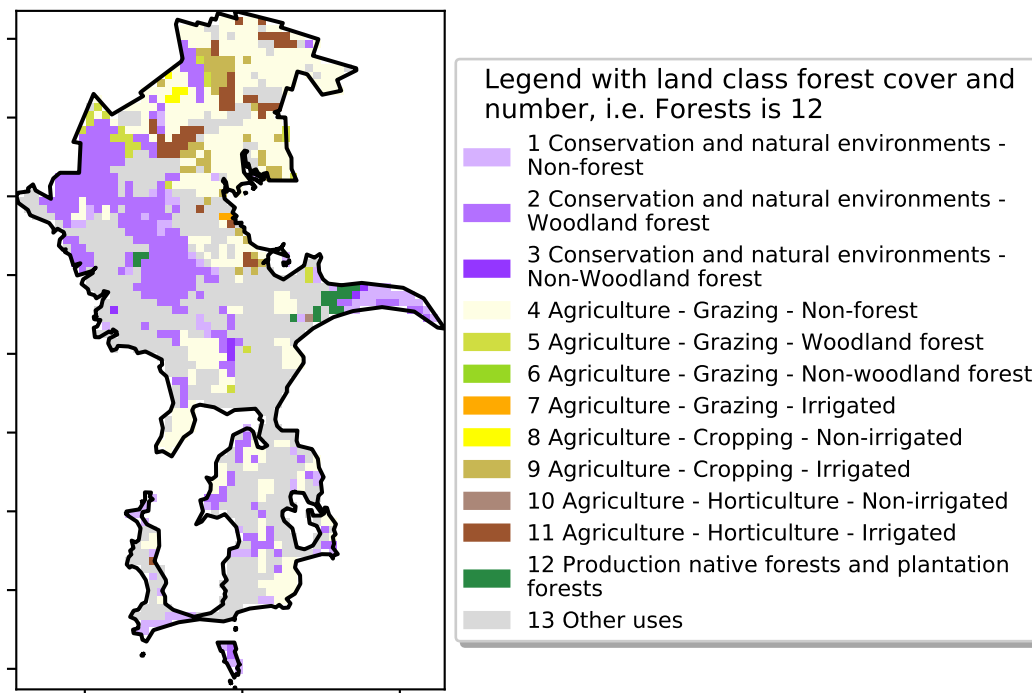 Legend with land class forest cover and
number, i.e. Forests is 12
1 Conservation and natural environments -
Non-forest
2 Conservation and natural environments -
Woodland forest
3 Conservation and natural environments -
Non-Woodland forest
4 Agriculture - Grazing - Non-forest
5 Agriculture - Grazing - Woodland forest
6 Agriculture - Grazing - Non-woodland forest
7 Agriculture - Grazing - Irrigated
8 Agriculture - Cropping - Non-irrigated
9 Agriculture - Cropping - Irrigated
10 Agriculture - Horticulture - Non-irrigated
11 Agriculture - Horticulture - Irrigated
12 Production native forests and plantation
forests
13 Other uses